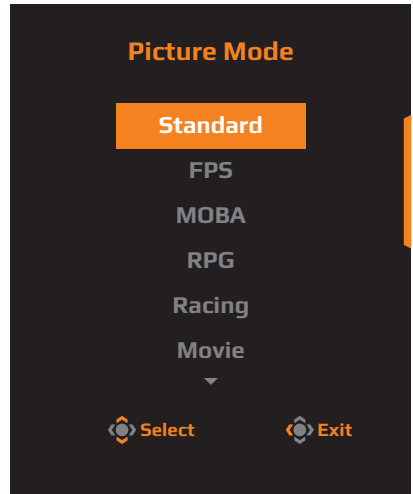 Picture Mode
Standard
FPS
MOBA
RPG
Racing
Movie
Select Exit